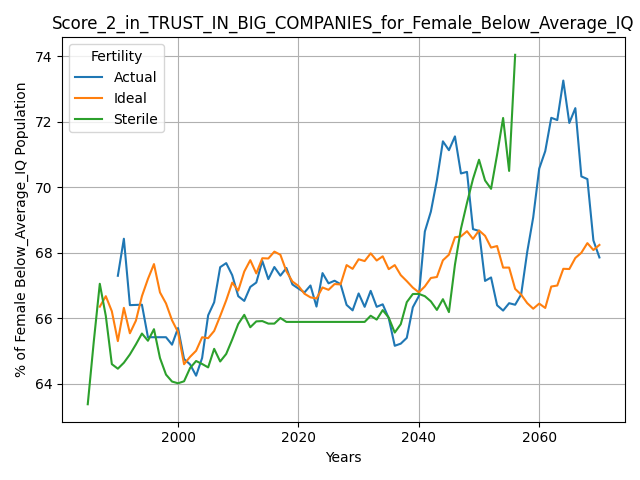 Score_2_in_TRUST_IN_BIG_COMPANIES_for_Female_Below_Average_IQ
Fertility
Actual
Ideal
Sterile
% of Female Below_Average_IQ Population
74
72
70
68
66
64
2000
2020
2040
2060
Years